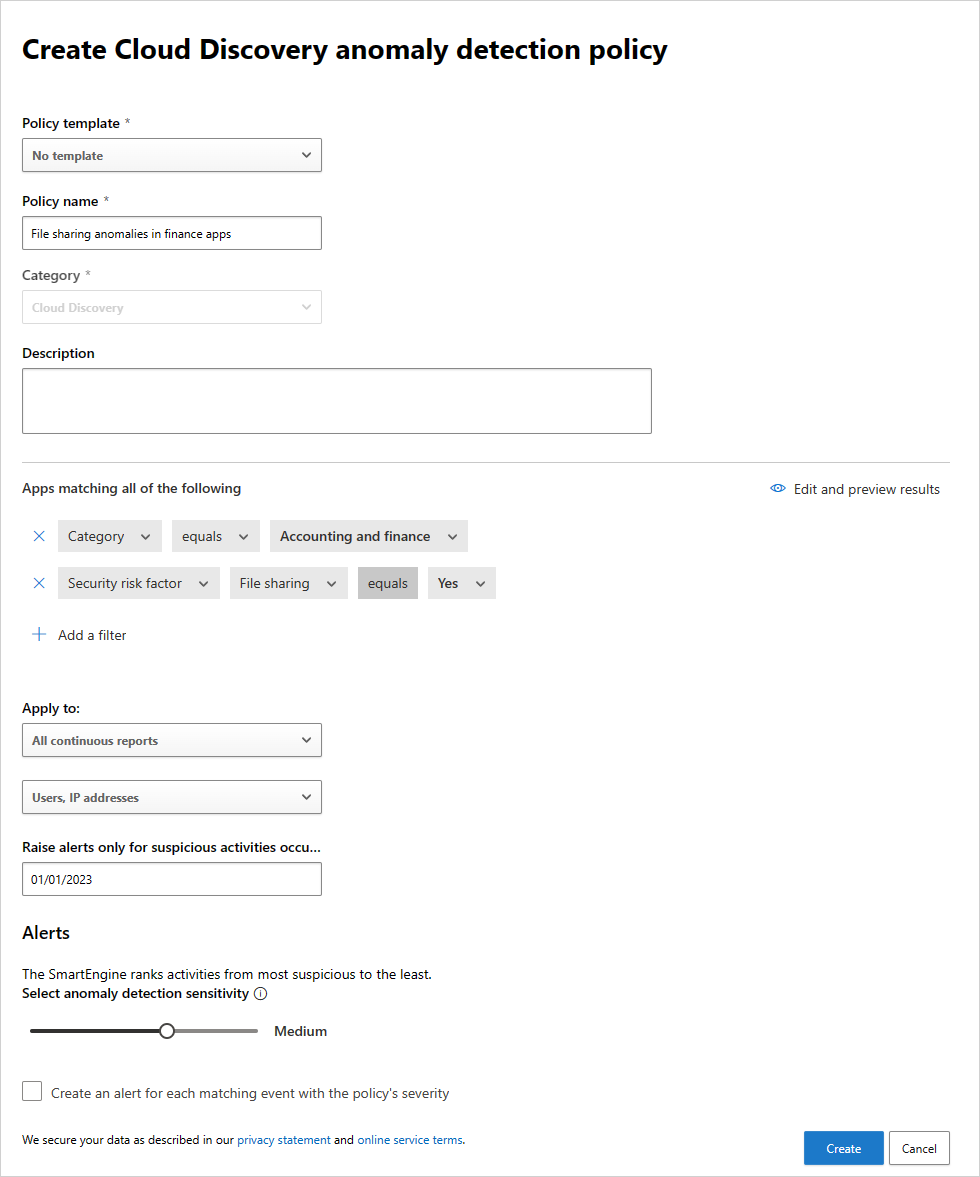 Create Cloud Discovery anomaly detection policy
Policy template *
No template
Policy name *
File sharing anomalies in finance apps
Category *
Cloud Discovery
Description
Apps matching all of the following
Edit and preview results
Category equals Accounting and finance
Security risk factor File sharing equals Yes
Add a filter
Apply to:
All continuous reports
Users, IP addresses
Raise alerts only for suspicious activities occu...
01/01/2023
Alerts
The SmartEngine ranks activities from most suspicious to the least.
Select anomaly detection sensitivity
Medium
Create an alert for each matching event with the policy's severity
We secure your data as described in our privacy statement and online service terms.
Create Cancel